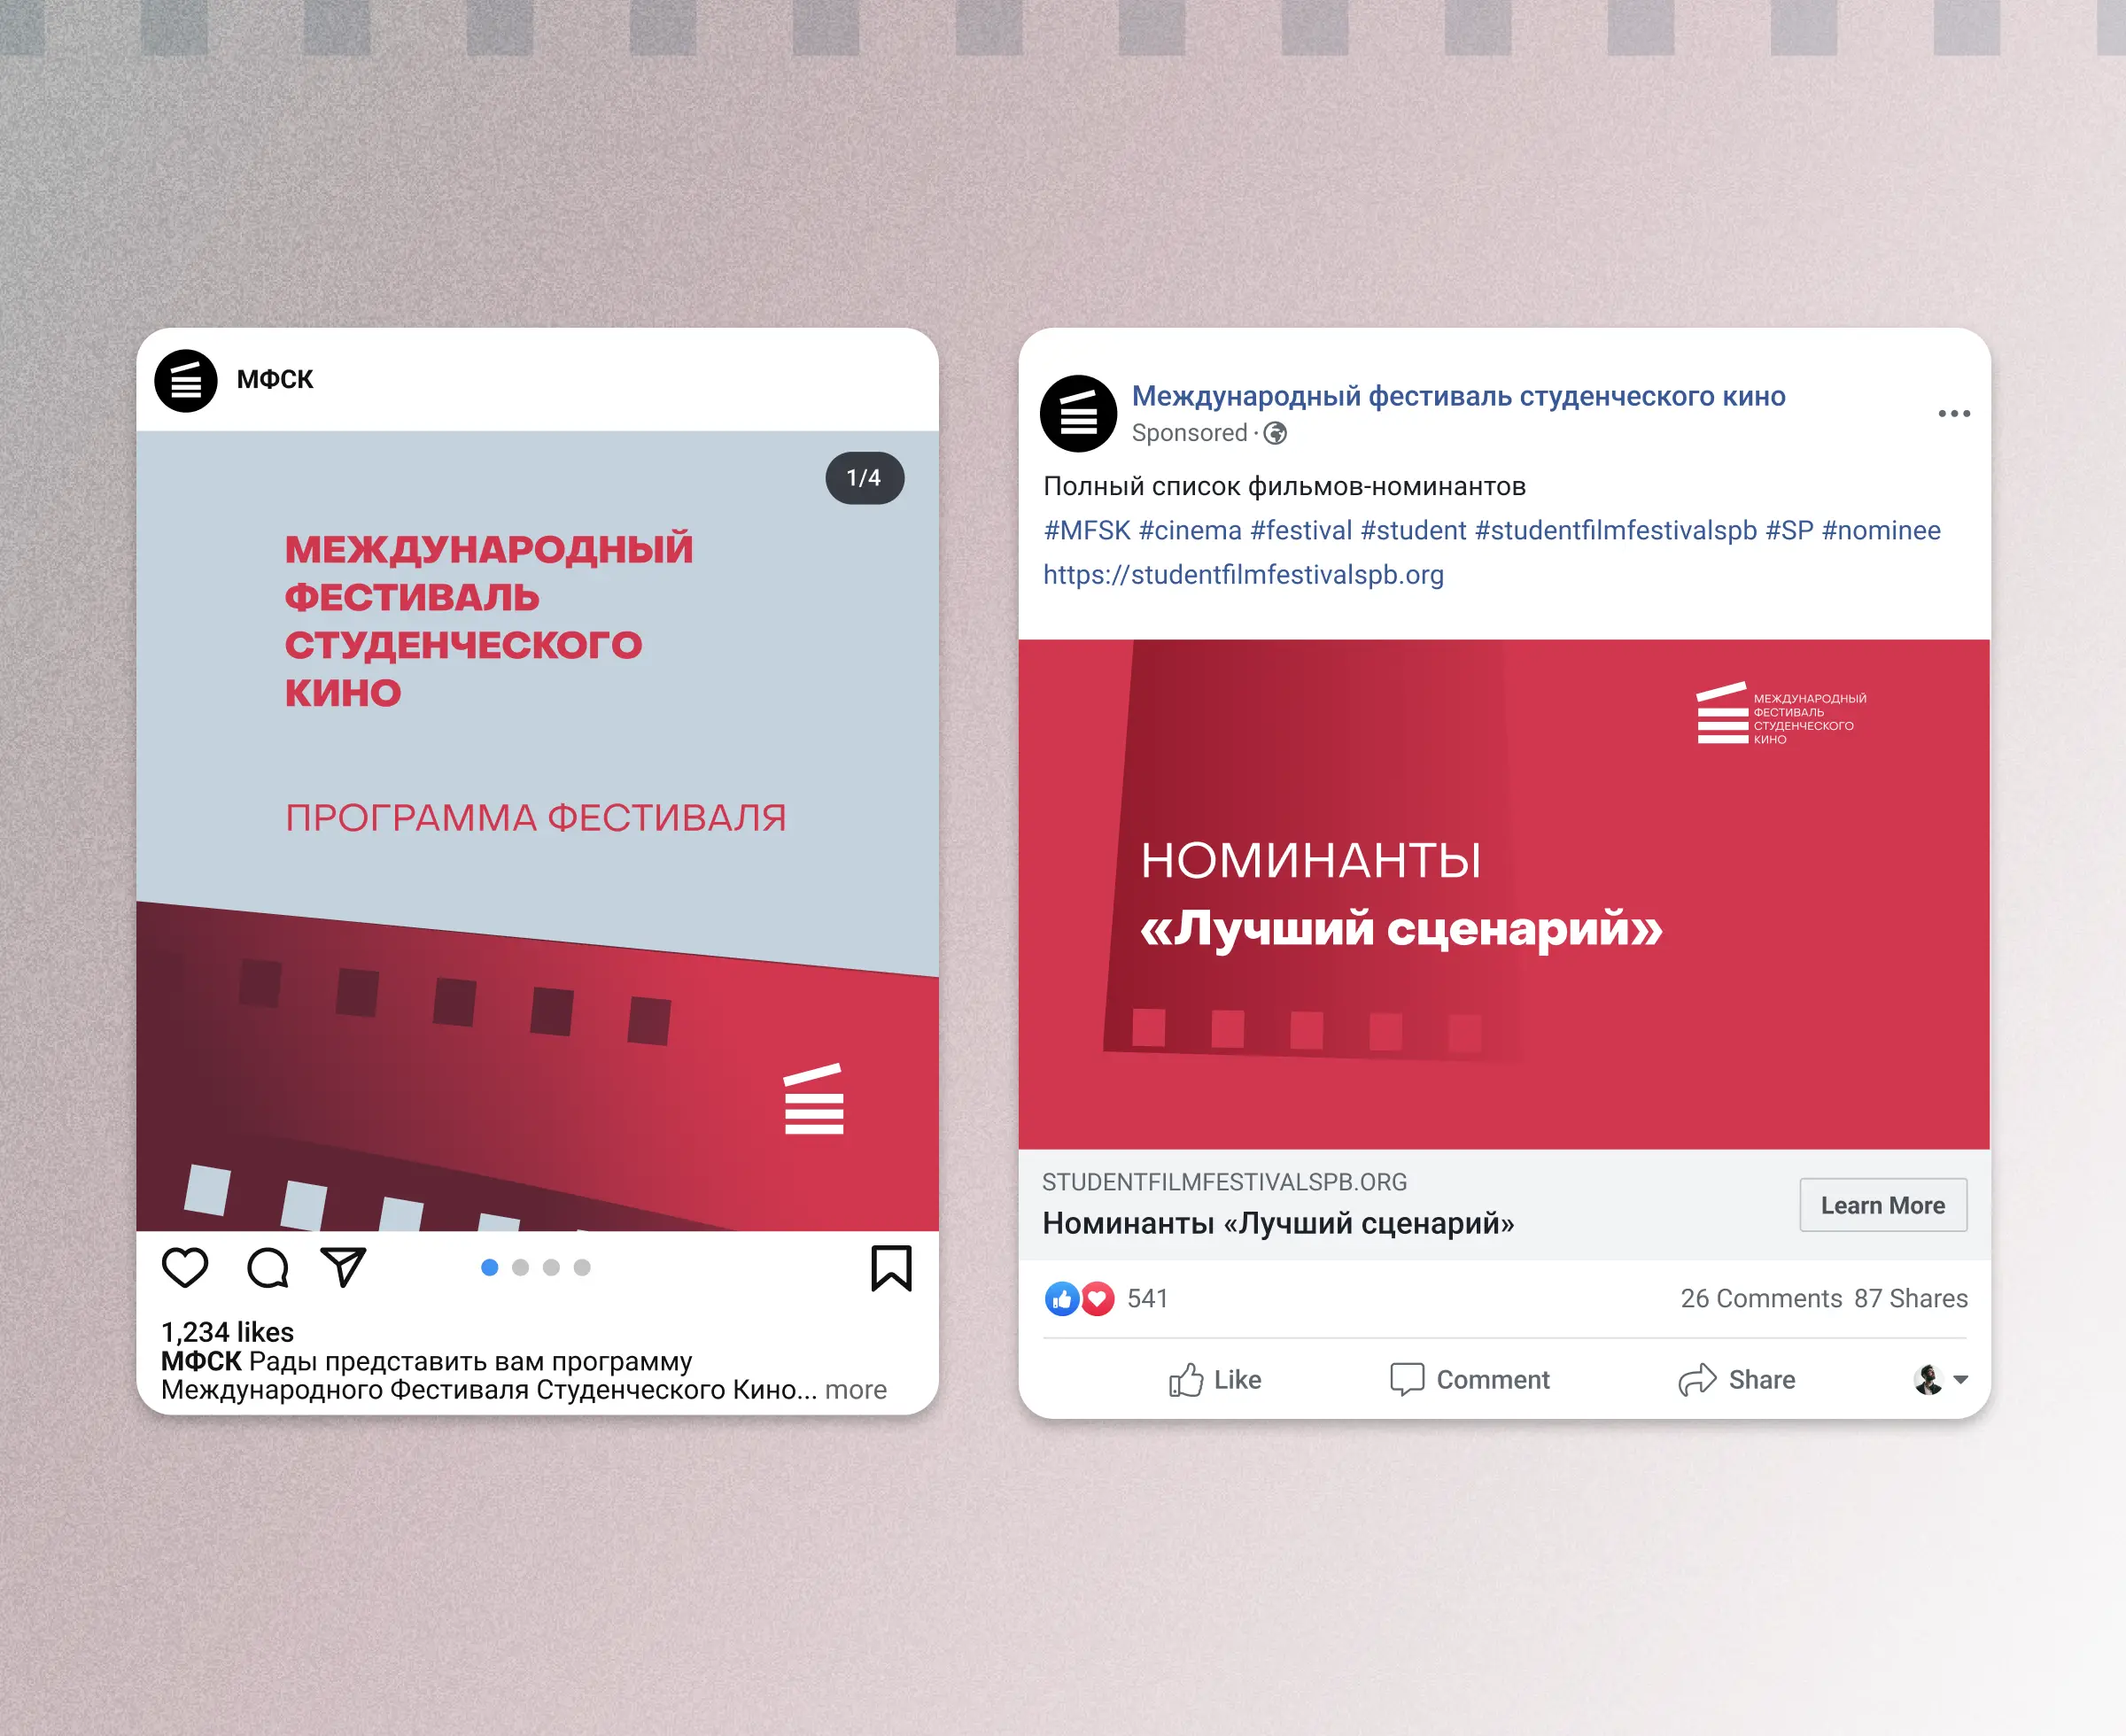 МФСК
1/4
МЕЖДУНАРОДНЫЙ
ФЕСТИВАЛЬ
СТУДЕНЧЕСКОГО
КИНО
ПРОГРАММА ФЕСТИВАЛЯ
1,234 likes
МФСК Рады представить вам программу
Международного Фестиваля Студенческого Кино... more
Международный фестиваль студенческого кино
Sponsored ·
Полный список фильмов-номинантов
#MFSK #cinema #festival #student #studentfilmfestivalspb #SP #nominee
https://studentfilmfestivalspb.org
МЕЖДУНАРОДНЫЙ
ФЕСТИВАЛЬ
СТУДЕНЧЕСКОГО
КИНО
НОМИНАНТЫ
«Лучший сценарий»
STUDENTFILMFESTIVALSPB.ORG
Номинанты «Лучший сценарий»
Learn More
541
26 Comments 87 Shares
Like
Comment
Share